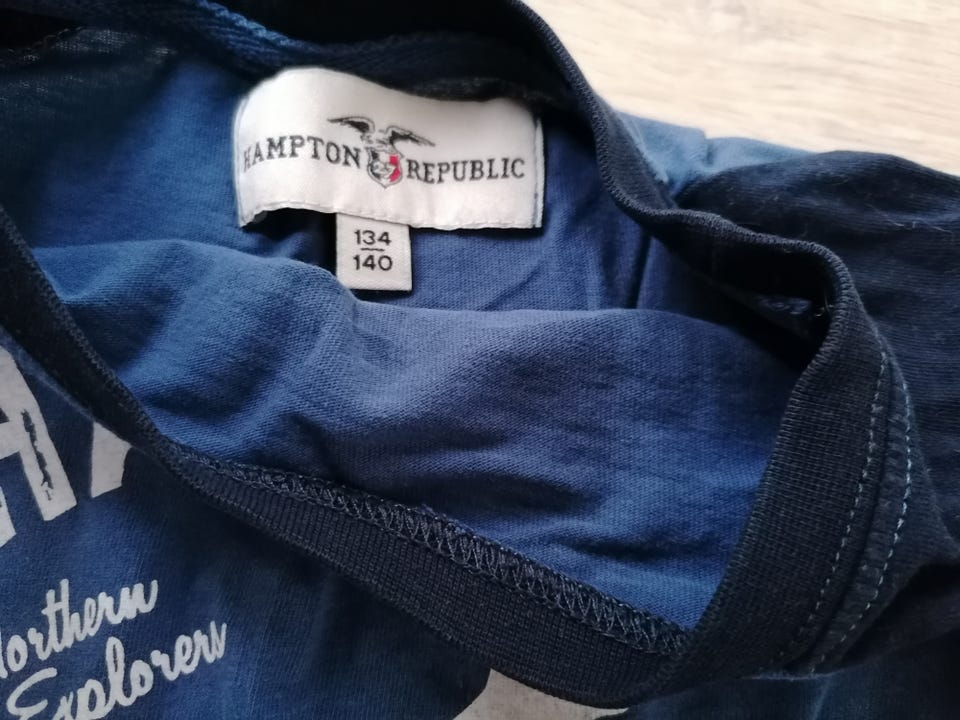 HAMPTON REPUBLIC
134
140
Northern
Explorers